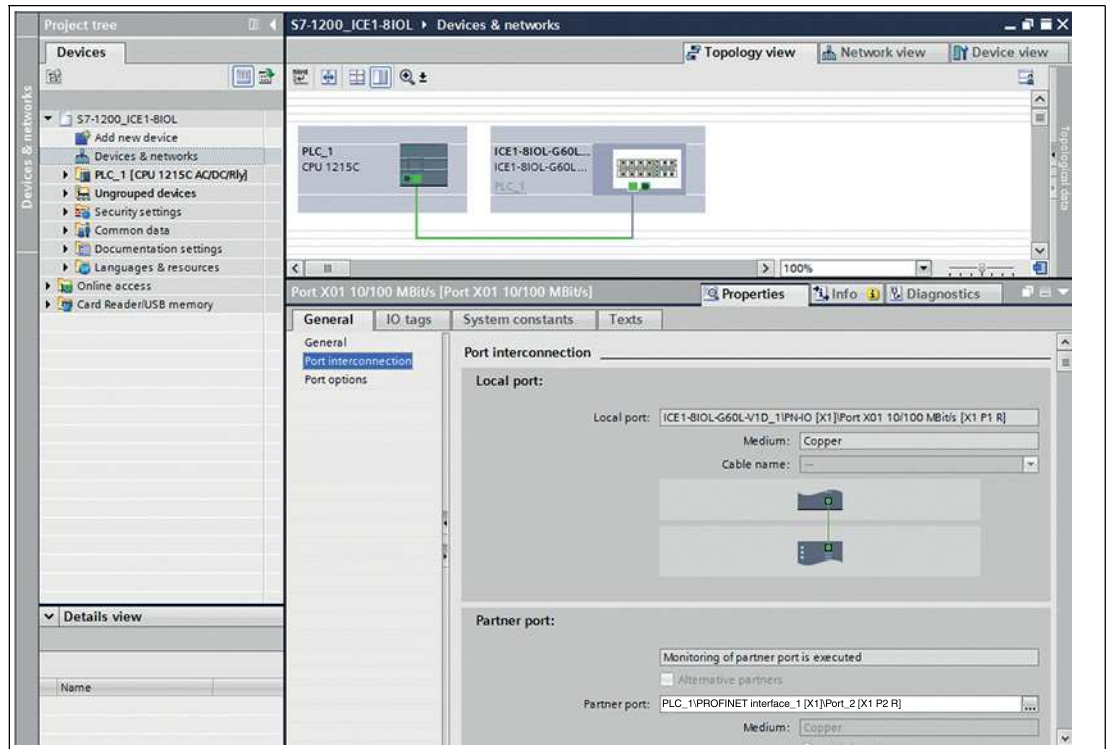 Project tree
S7-1200_ICE1-8IOL ▸ Devices & networks
Devices
Topology view
Network view
Device view
Devices & networks
S7-1200_ICE1-8IOL
Add new device
Devices & networks
PLC_1 [CPU 1215C AC/DC/Rly]
Ungrouped devices
Security settings
Common data
Documentation settings
Languages & resources
Online access
Card Reader/USB memory
PLC_1
CPU 1215C
ICE1-8IOL-G60L...
ICE1-8IOL-G60L...
PLC_1
Topological data
100%
Port X01 10/100 MBit/s [Port X01 10/100 MBit/s]
Properties
Info
Diagnostics
General
IO tags
System constants
Texts
General
Port interconnection
Port options
Port interconnection
Local port:
Local port: ICE1-8IOL-G60L-V1D_1\PN-IO [X1]\Port X01 10/100 MBit/s [X1 P1 R]
Medium: Copper
Cable name: ---
Partner port:
Monitoring of partner port is executed
Alternative partners
Partner port: PLC_1\PROFINET interface_1 [X1]\Port_2 [X1 P2 R]
Medium: Copper
Details view
Name